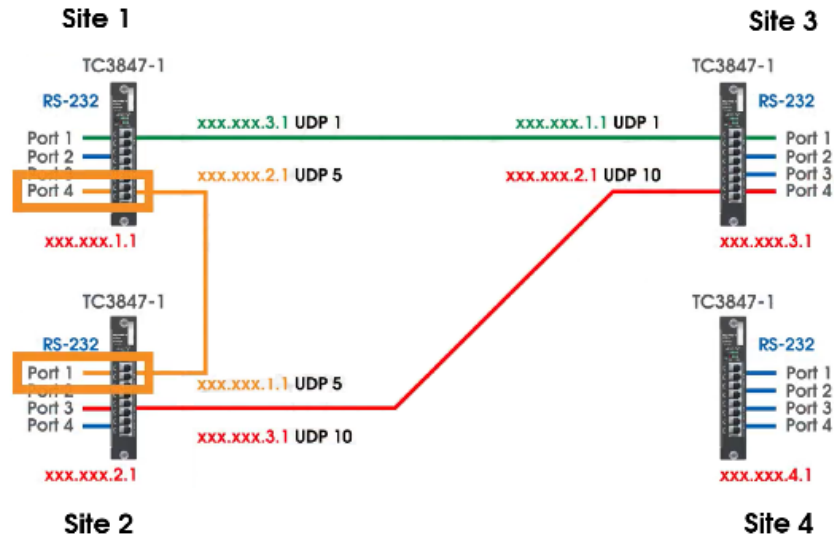 Site 1
TC3847-1
RS-232
Port 1
Port 2
Port 3
Port 4
xxx.xxx.1.1
xxx.xxx.3.1 UDP 1
xxx.xxx.2.1 UDP 5
Site 3
TC3847-1
RS-232
xxx.xxx.1.1 UDP 1
xxx.xxx.2.1 UDP 10
Port 1
Port 2
Port 3
Port 4
xxx.xxx.3.1
TC3847-1
RS-232
Port 1
Port 2
Port 3
Port 4
xxx.xxx.2.1
Site 2
xxx.xxx.1.1 UDP 5
xxx.xxx.3.1 UDP 10
TC3847-1
RS-232
Port 1
Port 2
Port 3
Port 4
xxx.xxx.4.1
Site 4